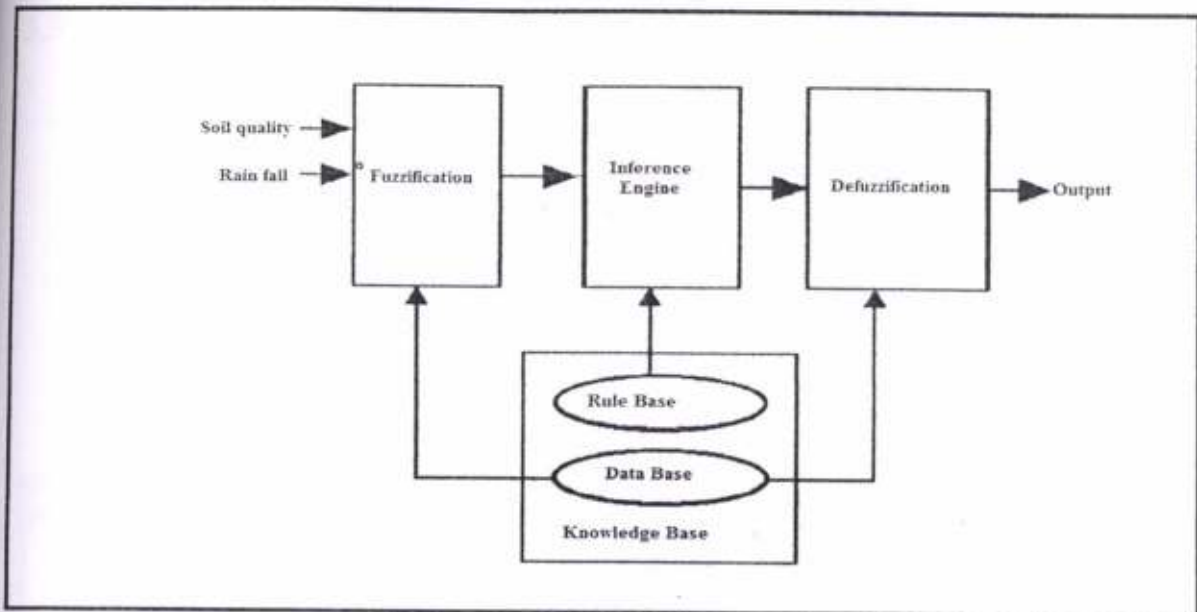 Soil quality
Rain fall
Fuzzification
Inference
Engine
Defuzzification
Output
Rule Base
Data Base
Knowledge Base